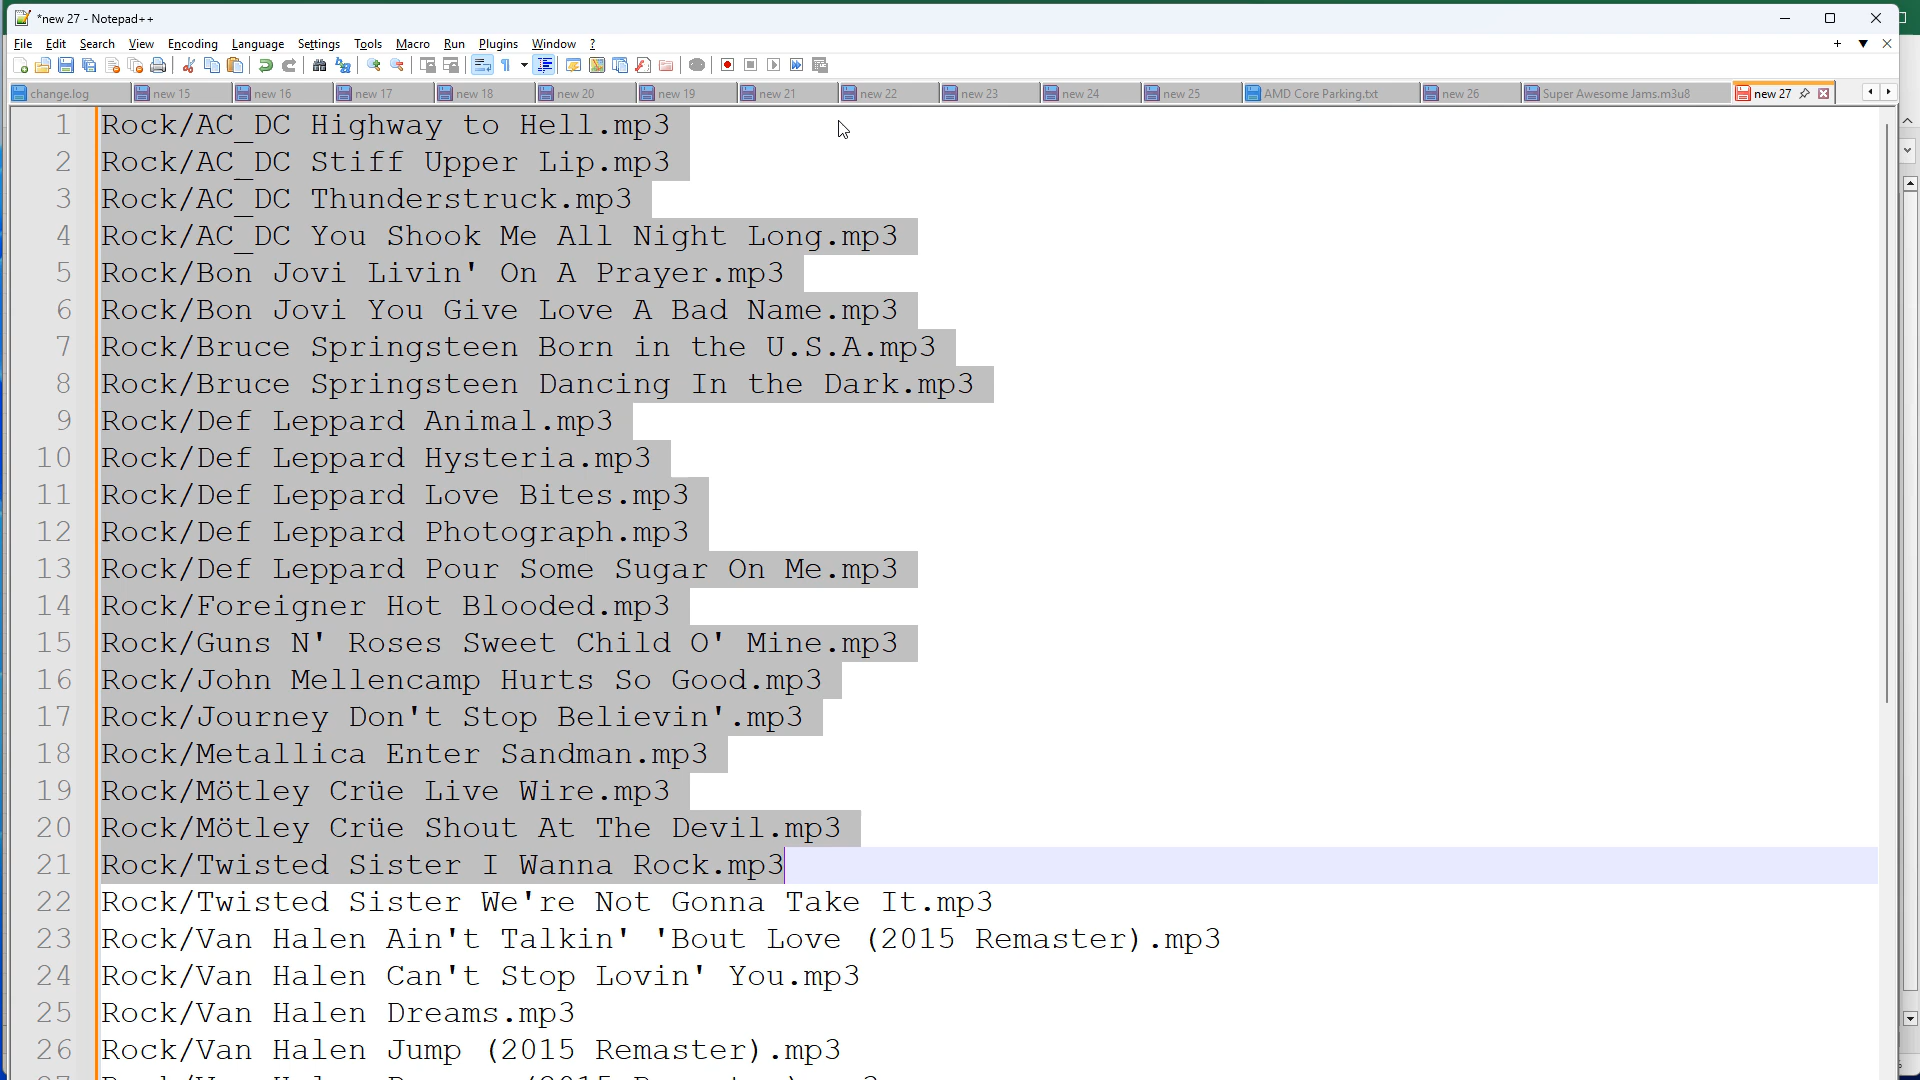 *new 27 - Notepad++
File Edit Search View Encoding Language Settings Tools Macro Run Plugins Window ?
change.log new 15 new 16 new 17 new 18 new 20 new 19 new 21 new 22 new 23 new 24 new 25 AMD Core Parking.txt new 26 Super Awesome Jams.m3u8 new 27
1 Rock/AC_DC Highway to Hell.mp3
2 Rock/AC_DC Stiff Upper Lip.mp3
3 Rock/AC_DC Thunderstruck.mp3
4 Rock/AC_DC You Shook Me All Night Long.mp3
5 Rock/Bon Jovi Livin' On A Prayer.mp3
6 Rock/Bon Jovi You Give Love A Bad Name.mp3
7 Rock/Bruce Springsteen Born in the U.S.A.mp3
8 Rock/Bruce Springsteen Dancing In the Dark.mp3
9 Rock/Def Leppard Animal.mp3
10 Rock/Def Leppard Hysteria.mp3
11 Rock/Def Leppard Love Bites.mp3
12 Rock/Def Leppard Photograph.mp3
13 Rock/Def Leppard Pour Some Sugar On Me.mp3
14 Rock/Foreigner Hot Blooded.mp3
15 Rock/Guns N' Roses Sweet Child O' Mine.mp3
16 Rock/John Mellencamp Hurts So Good.mp3
17 Rock/Journey Don't Stop Believin'.mp3
18 Rock/Metallica Enter Sandman.mp3
19 Rock/Mötley Crüe Live Wire.mp3
20 Rock/Mötley Crüe Shout At The Devil.mp3
21 Rock/Twisted Sister I Wanna Rock.mp3
22 Rock/Twisted Sister We're Not Gonna Take It.mp3
23 Rock/Van Halen Ain't Talkin' 'Bout Love (2015 Remaster).mp3
24 Rock/Van Halen Can't Stop Lovin' You.mp3
25 Rock/Van Halen Dreams.mp3
26 Rock/Van Halen Jump (2015 Remaster).mp3